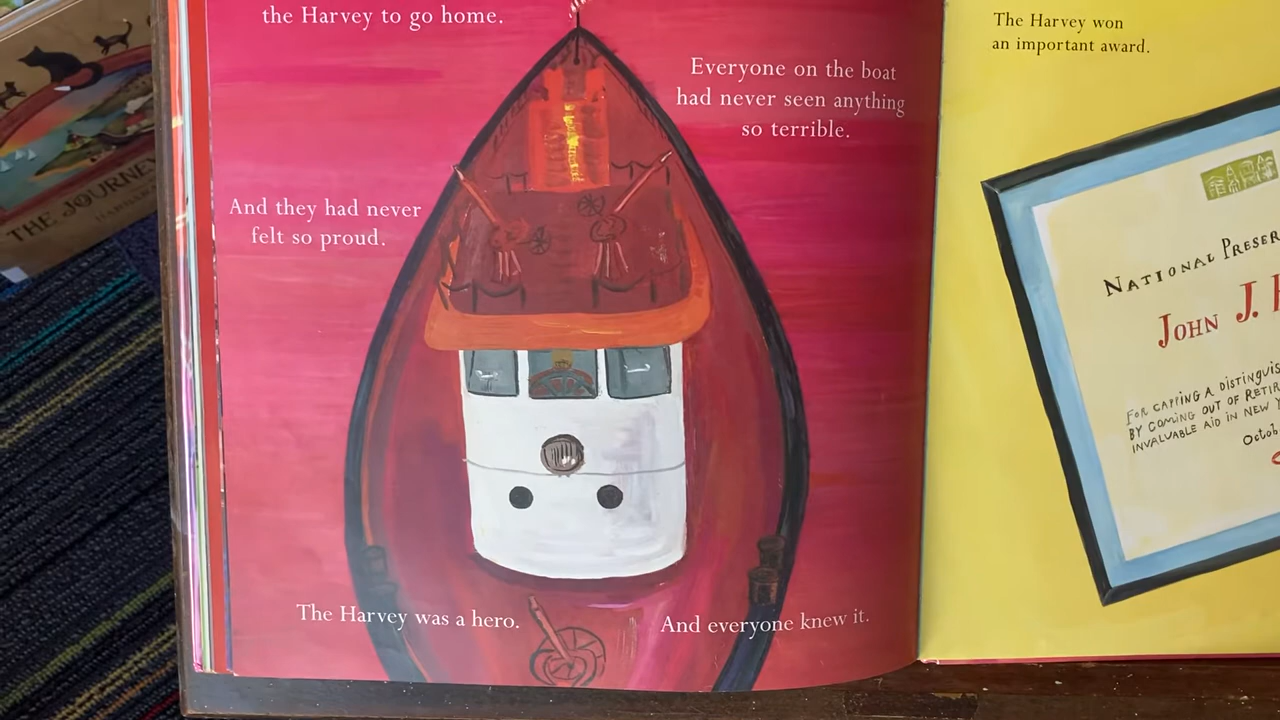 the Harvey to go home.
Everyone on the boat
had never seen anything
so terrible.
And they had never
felt so proud.
The Harvey was a hero.
And everyone knew it.
The Harvey won
an important award.
NATIONAL PRESER
JOHN J.
FOR CAPPING A DISTINGUIS
BY COMING OUT OF RETIR
INVALUABLE AID IN NEW Y
Octob
THE JOURNEY